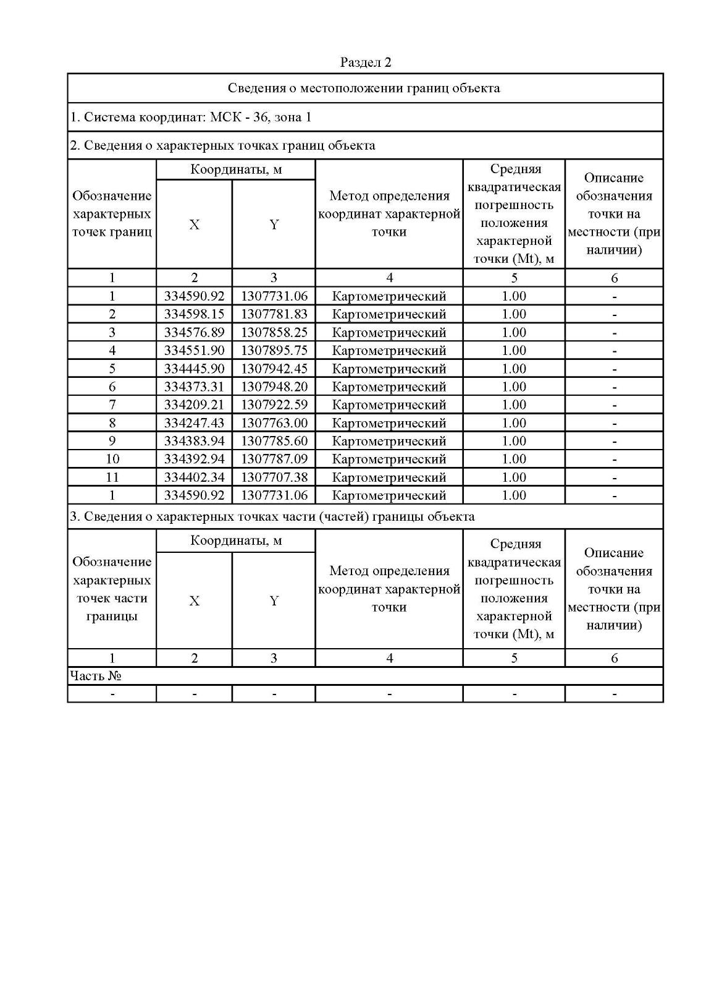 Раздел 2
Сведения о местоположении границ объекта
1. Система координат: МСК - 36, зона 1
2. Сведения о характерных точках границ объекта
Обозначение
характерных
точек границ
Координаты, м
X
Y
Метод определения
координат характерной
точки
Средняя
квадратическая
погрешность
положения
характерной
точки (Mt), м
Описание
обозначения
точки на
местности (при
наличии)
1 2 3 4 5 6
1 334590.92 1307731.06 Картометрический 1.00 -
2 334598.15 1307781.83 Картометрический 1.00 -
3 334576.89 1307858.25 Картометрический 1.00 -
4 334551.90 1307895.75 Картометрический 1.00 -
5 334445.90 1307942.45 Картометрический 1.00 -
6 334373.31 1307948.20 Картометрический 1.00 -
7 334209.21 1307922.59 Картометрический 1.00 -
8 334247.43 1307763.00 Картометрический 1.00 -
9 334383.94 1307785.60 Картометрический 1.00 -
10 334392.94 1307787.09 Картометрический 1.00 -
11 334402.34 1307707.38 Картометрический 1.00 -
1 334590.92 1307731.06 Картометрический 1.00 -
3. Сведения о характерных точках части (частей) границы объекта
Обозначение
характерных
точек части
границы
Координаты, м
X
Y
Метод определения
координат характерной
точки
Средняя
квадратическая
погрешность
положения
характерной
точки (Mt), м
Описание
обозначения
точки на
местности (при
наличии)
1 2 3 4 5 6
Часть №
- - - - - -